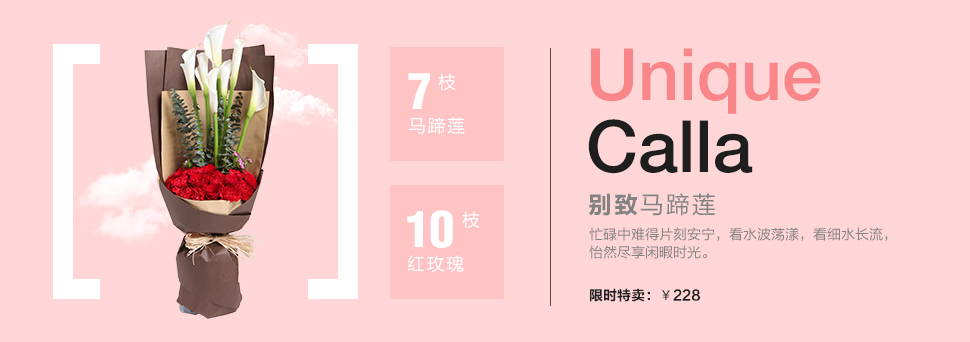 7 枝
马蹄莲
10 枝
红玫瑰
Unique
Calla
别致马蹄莲
忙碌中难得片刻安宁，看水波荡漾，看细水长流，
怡然尽享闲暇时光。
限时特卖：￥228